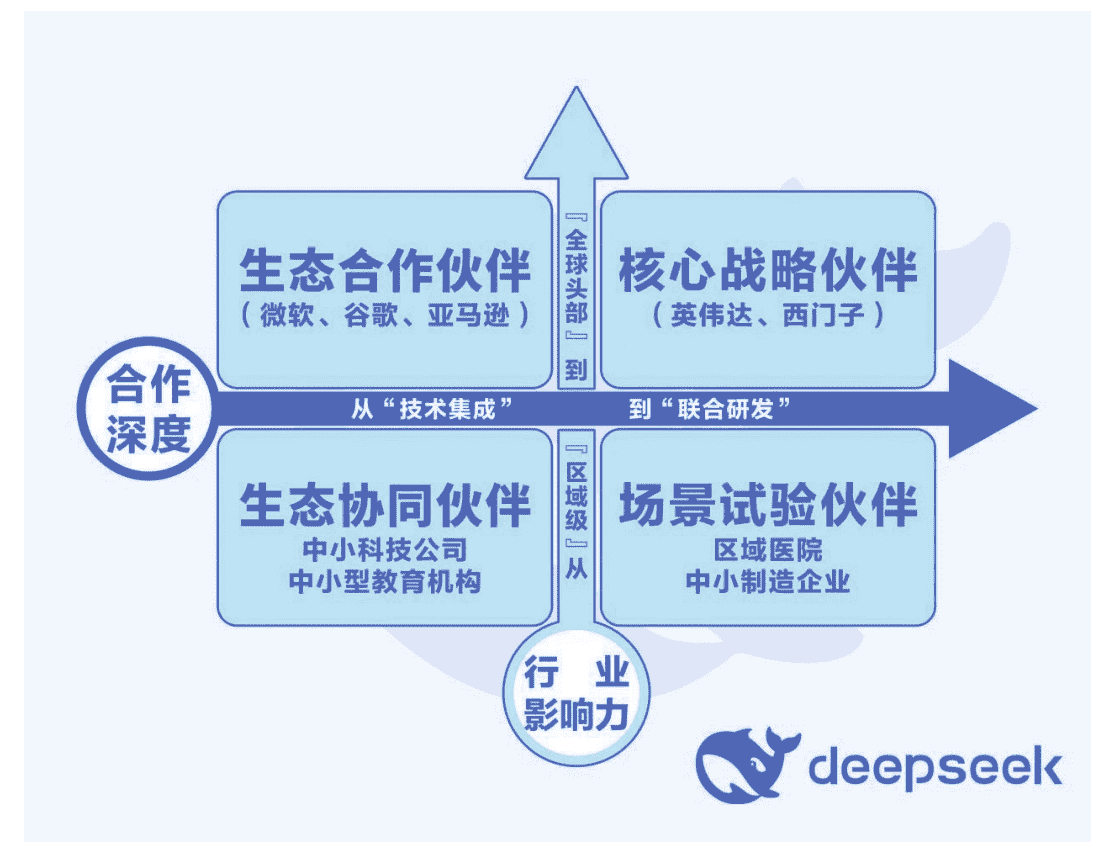 生态合作伙伴
（微软、谷歌、亚马逊）
『全球头部』到
核心战略伙伴
（英伟达、西门子）
合作
深度
从“技术集成”
到“联合研发”
生态协同伙伴
中小科技公司
中小型教育机构
『区域级』从
场景试验伙伴
区域医院
中小制造企业
行 业
影响力
deepseek